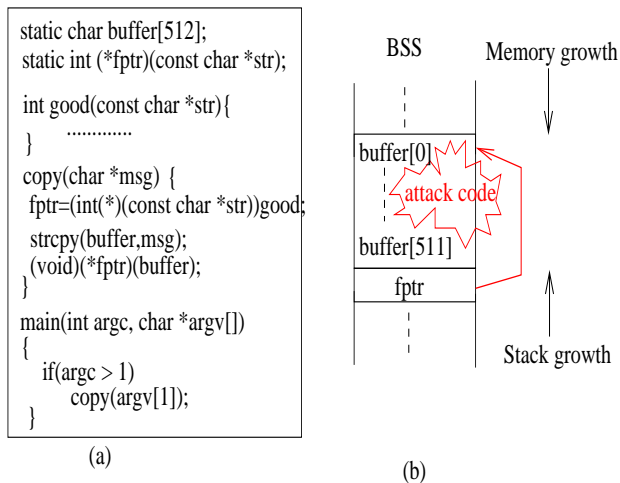 static char buffer[512];
static int (*fptr)(const char *str);
int good(const char *str){
.............
}
copy(char *msg) {
fptr=(int(*)(const char *str))good;
strcpy(buffer,msg);
(void)(*fptr)(buffer);
}
main(int argc, char *argv[])
{
if(argc > 1)
copy(argv[1]);
}
(a)
BSS
Memory growth
buffer[0]
attack code
buffer[511]
fptr
Stack growth
(b)